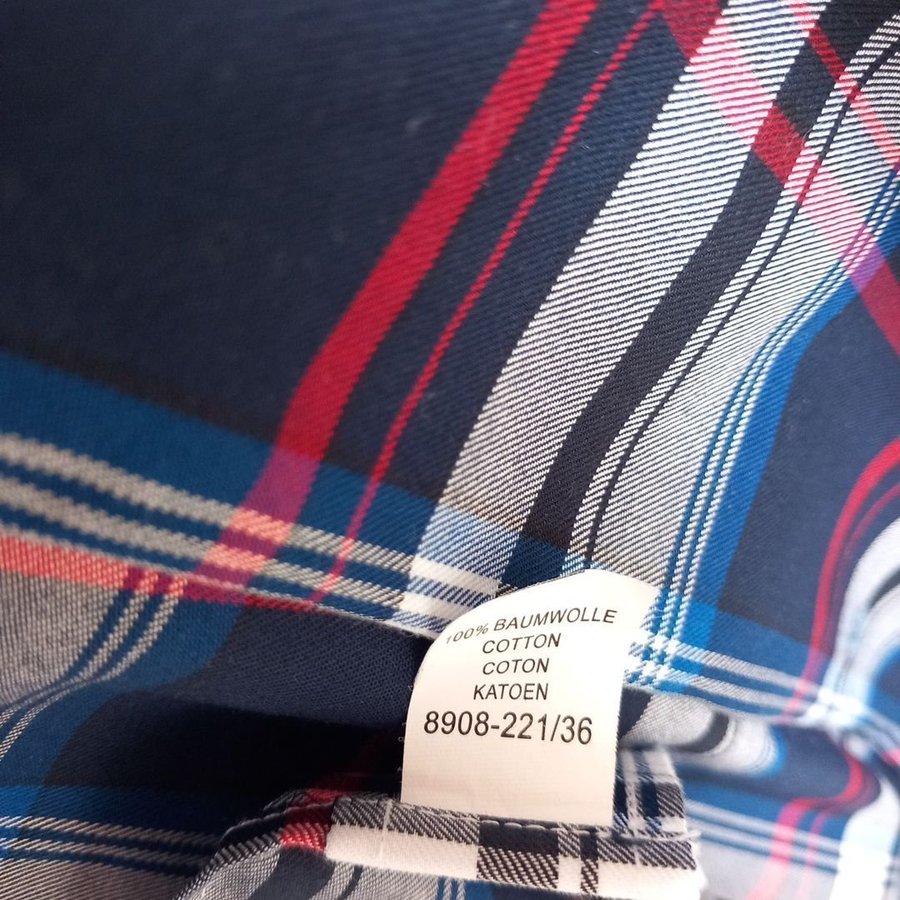 100% BAUMWOLLE
COTTON
COTON
KATOEN
8908-221/36